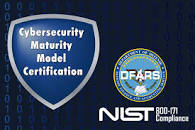 Cybersecurity
Maturity
Model
Certification
DFARS
NIST
800-171
Compliance